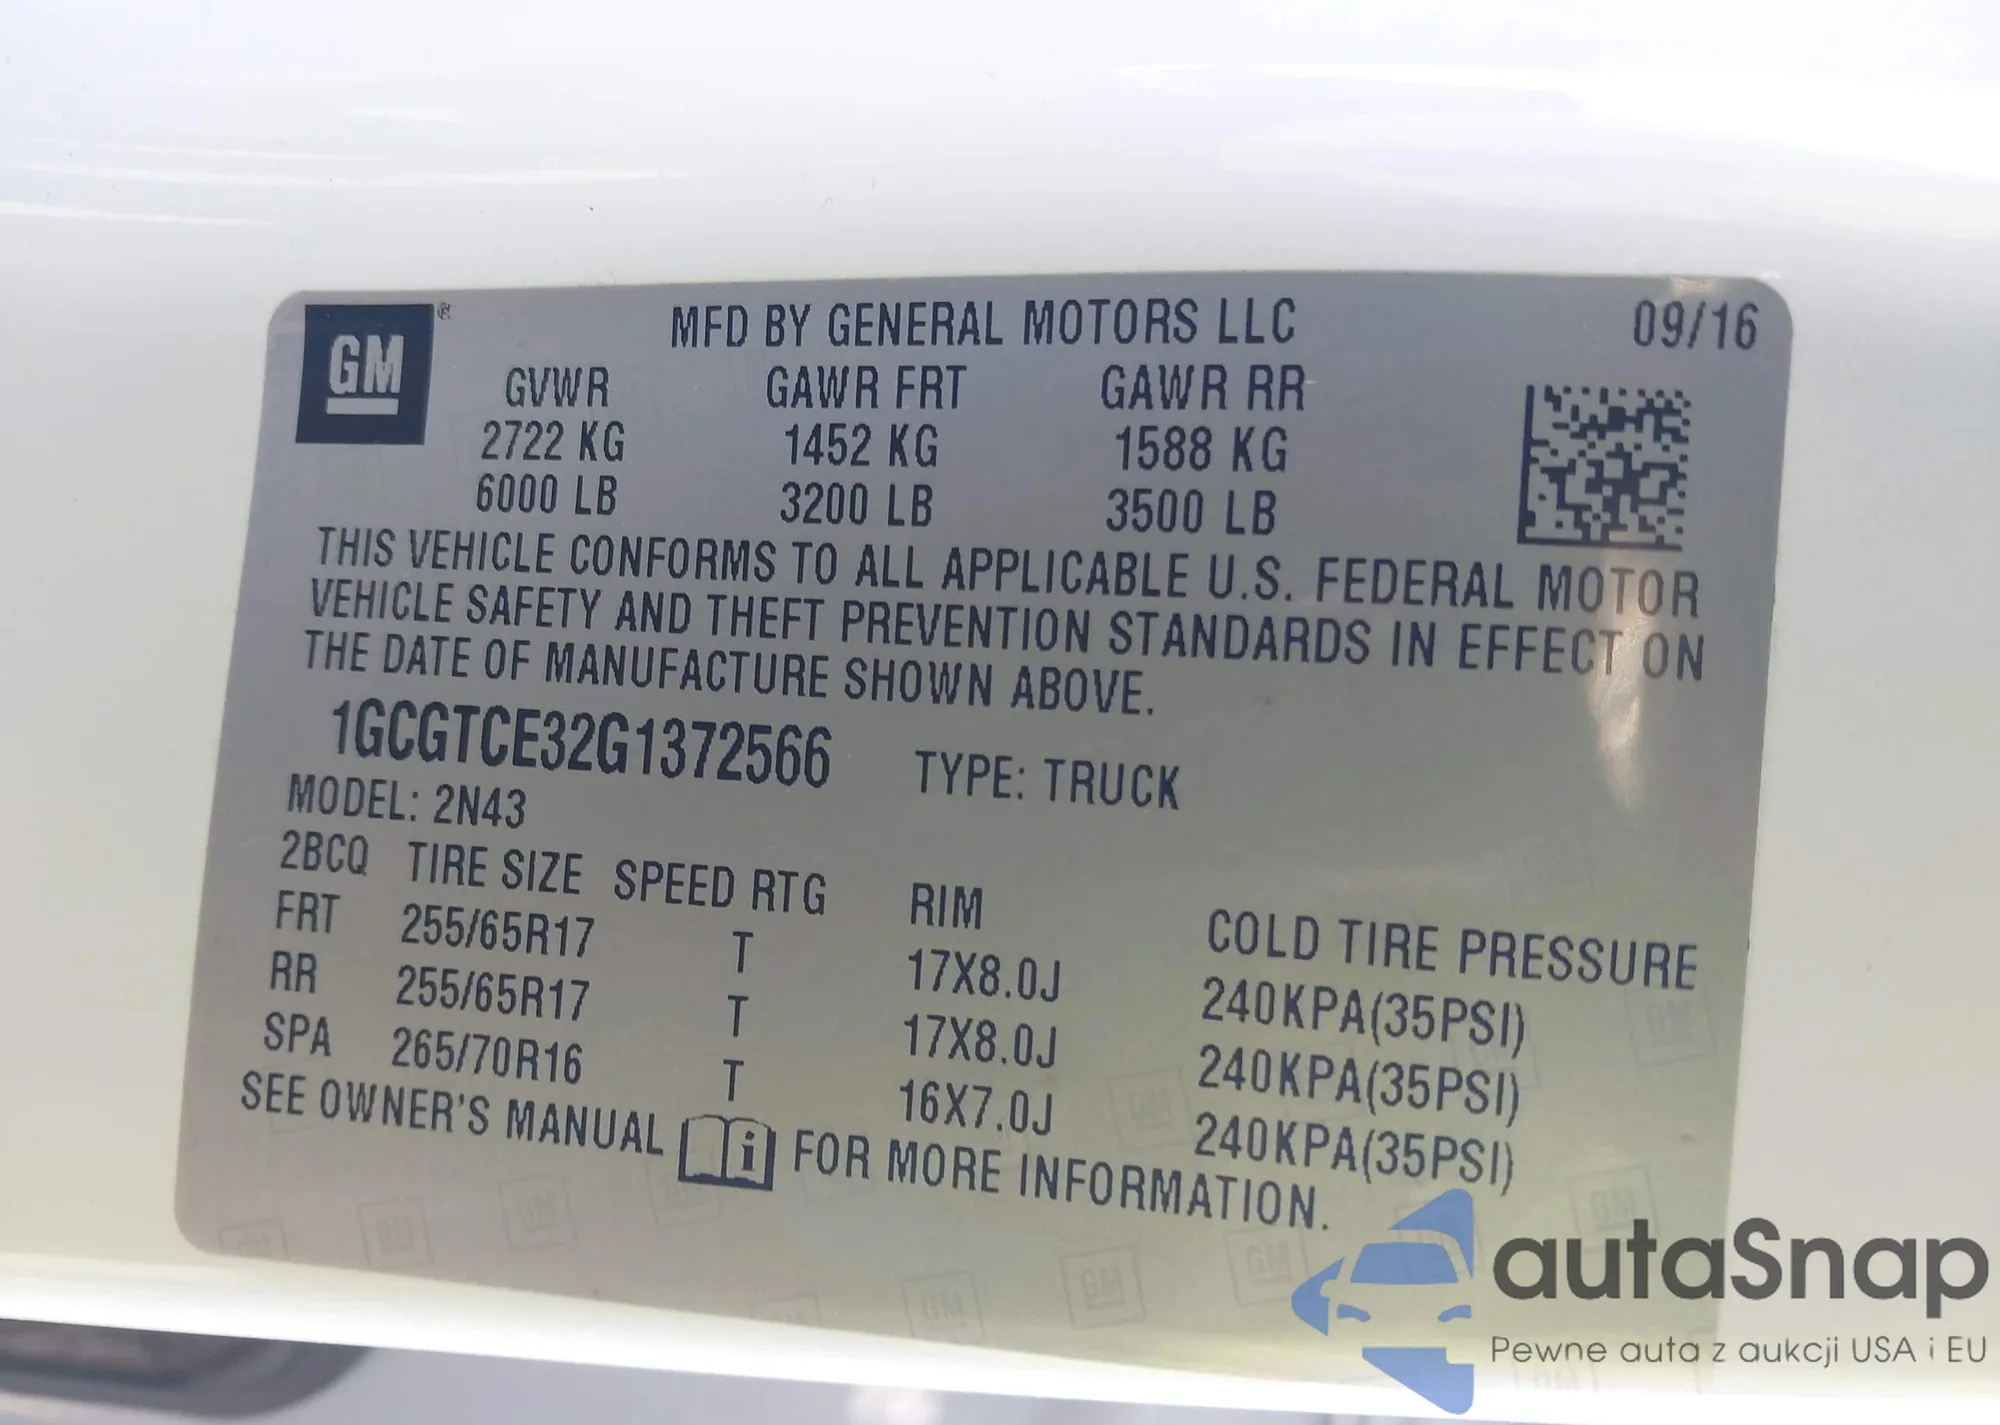 GM
MFD BY GENERAL MOTORS LLC 09/16
GVWR GAWR FRT GAWR RR
2722 KG 1452 KG 1588 KG
6000 LB 3200 LB 3500 LB
THIS VEHICLE CONFORMS TO ALL APPLICABLE U.S. FEDERAL MOTOR
VEHICLE SAFETY AND THEFT PREVENTION STANDARDS IN EFFECT ON
THE DATE OF MANUFACTURE SHOWN ABOVE.
1GCGTCE32G1372566 TYPE: TRUCK
MODEL: 2N43
2BCQ TIRE SIZE SPEED RTG RIM COLD TIRE PRESSURE
FRT 255/65R17 T 17X8.0J 240KPA(35PSI)
RR 255/65R17 T 17X8.0J 240KPA(35PSI)
SPA 265/70R16 T 16X7.0J 240KPA(35PSI)
SEE OWNER'S MANUAL i FOR MORE INFORMATION.
autaSnap
Pewne auta z aukcji USA i EU